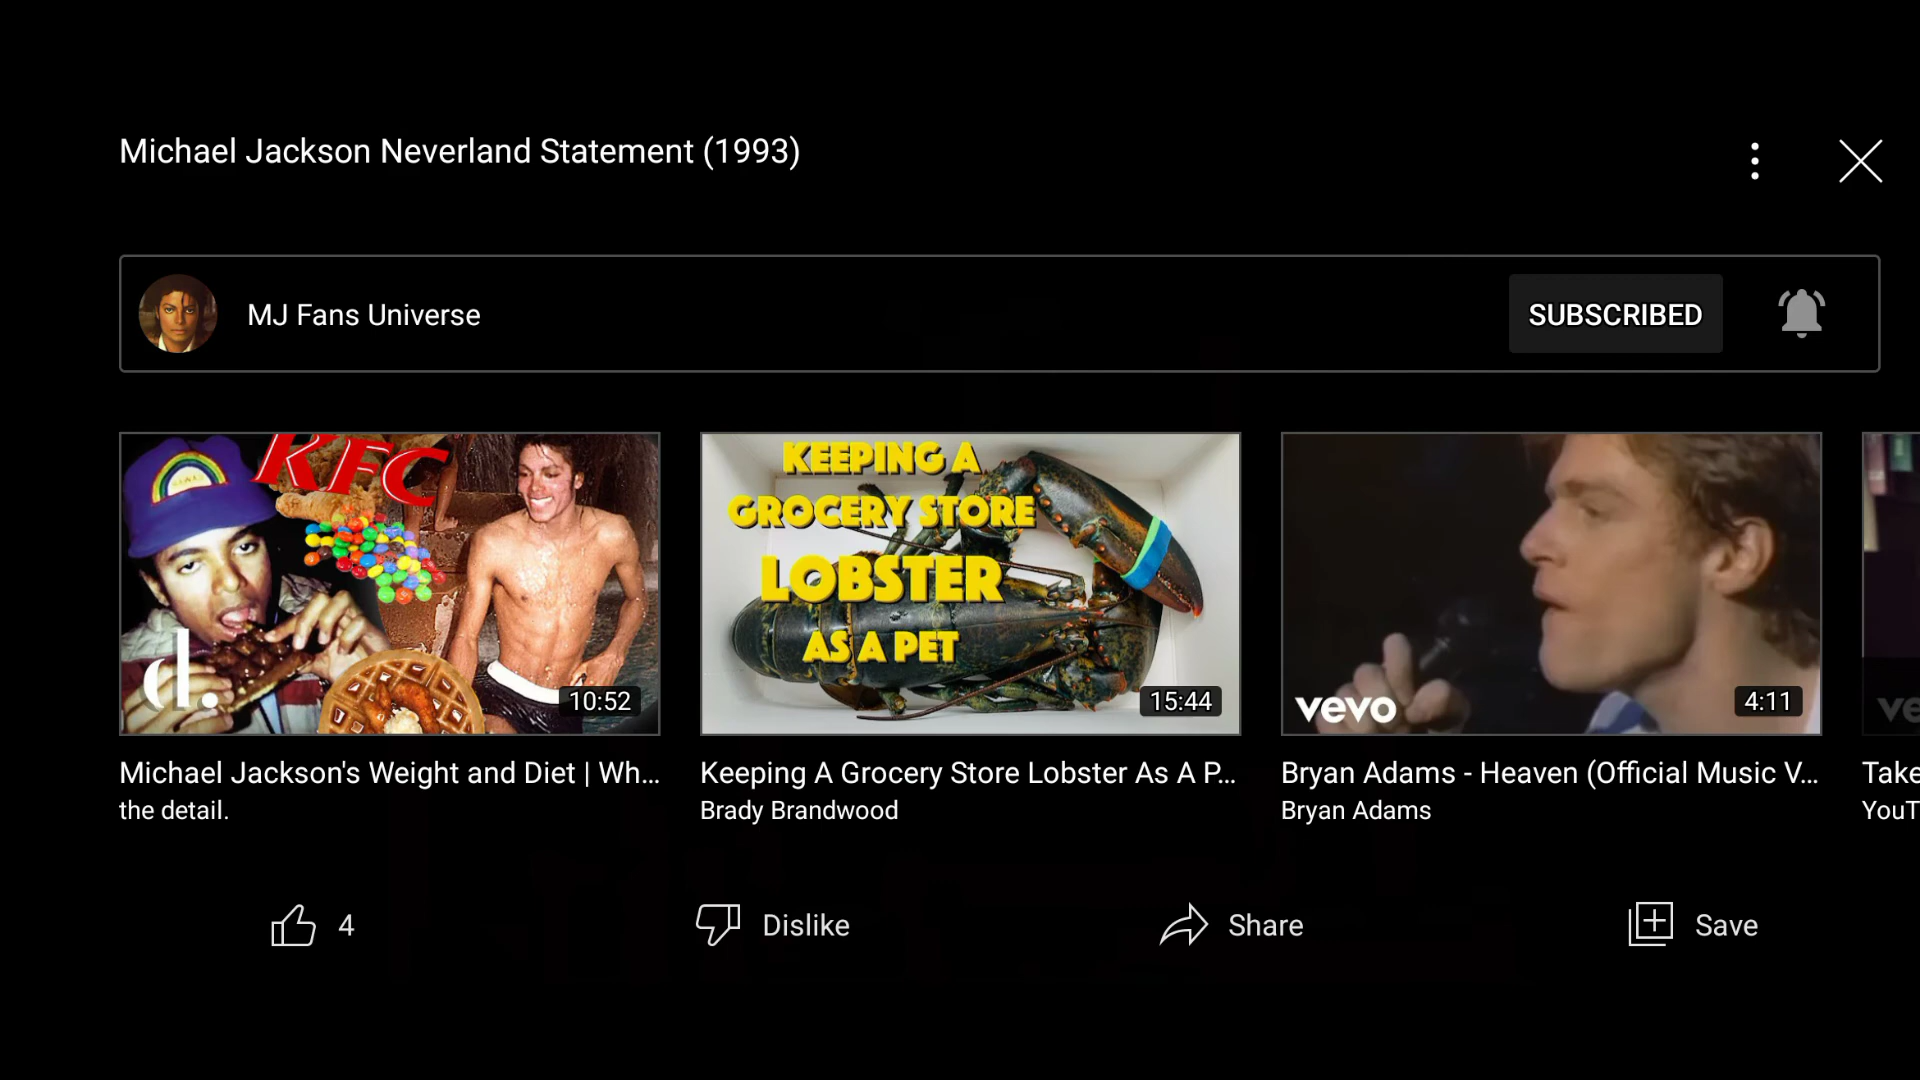 Michael Jackson Neverland Statement (1993)
MJ Fans Universe
SUBSCRIBED
KFC
d.
10:52
KEEPING A
GROCERY STORE
LOBSTER
AS A PET
15:44
vevo
4:11
ve
Michael Jackson's Weight and Diet | Wh...
the detail.
Keeping A Grocery Store Lobster As A P...
Brady Brandwood
Bryan Adams - Heaven (Official Music V...
Bryan Adams
Take
YouT
4
Dislike
Share
Save